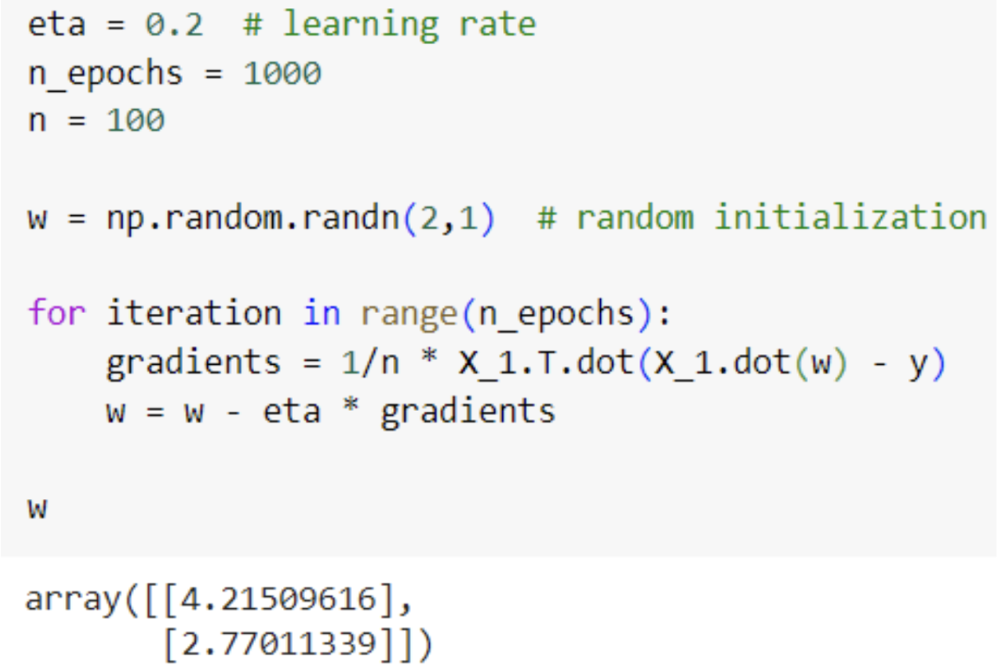 eta = 0.2  # learning rate
n_epochs = 1000
n = 100
w = np.random.randn(2,1)  # random initialization
for iteration in range(n_epochs):
    gradients = 1/n * X_1.T.dot(X_1.dot(w) - y)
    w = w - eta * gradients
w
array([[4.21509616],
       [2.77011339]])